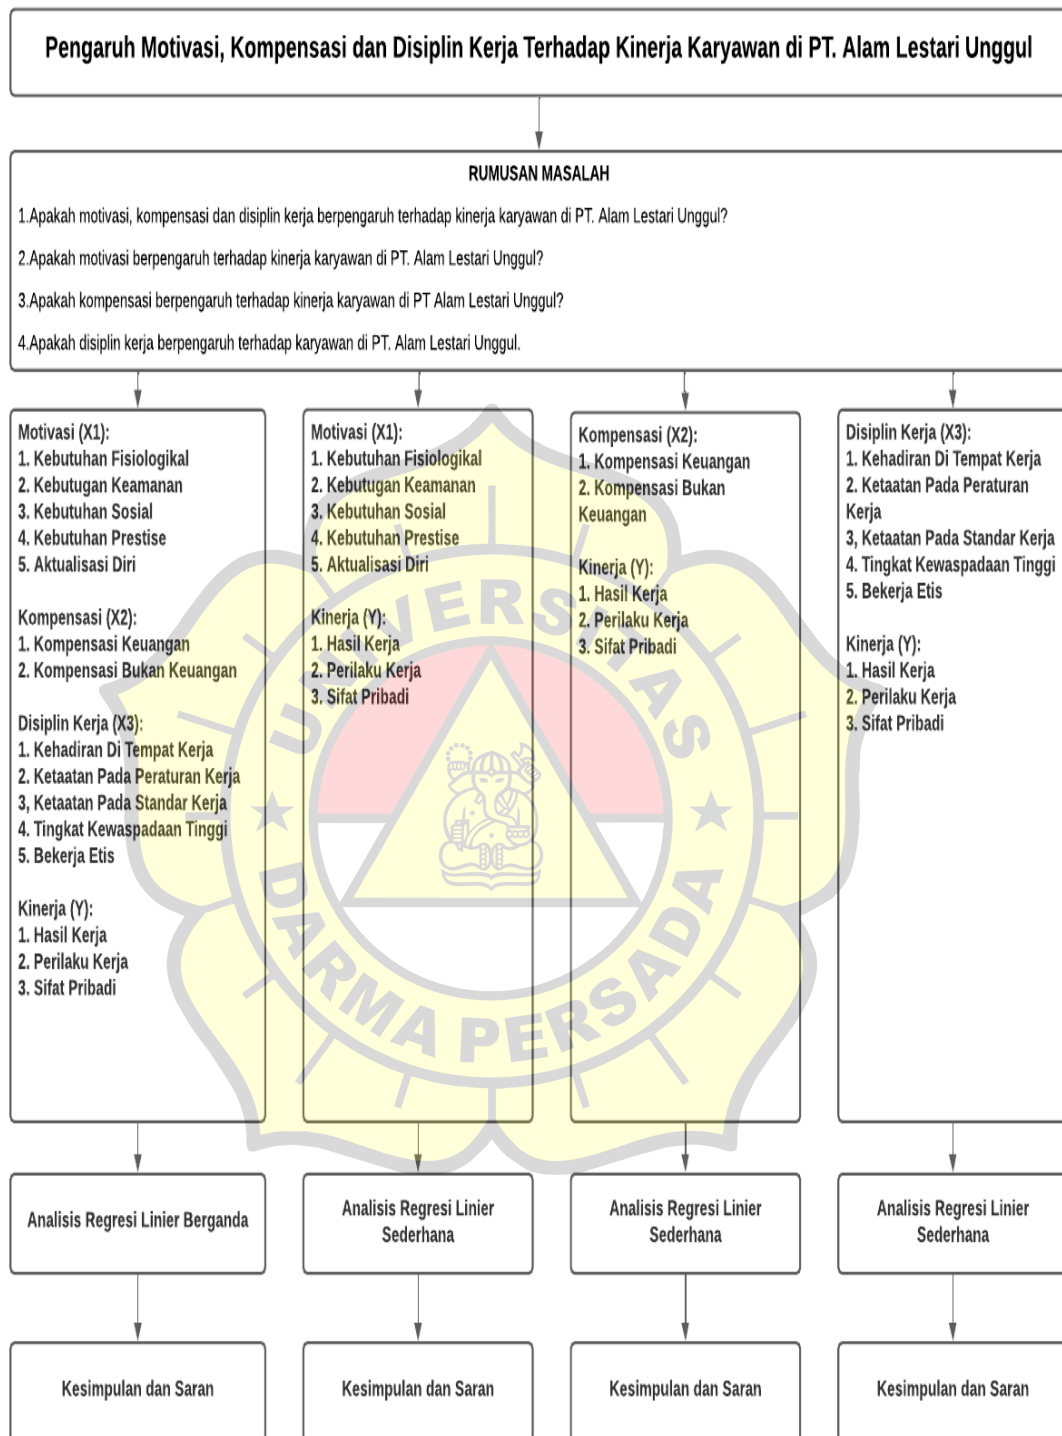 Pengaruh Motivasi, Kompensasi dan Disiplin Kerja Terhadap Kinerja Karyawan di PT. Alam Lestari Unggul
RUMUSAN MASALAH
1.Apakah motivasi, kompensasi dan disiplin kerja berpengaruh terhadap kinerja karyawan di PT. Alam Lestari Unggul?
2.Apakah motivasi berpengaruh terhadap kinerja karyawan di PT. Alam Lestari Unggul?
3.Apakah kompensasi berpengaruh terhadap kinerja karyawan di PT Alam Lestari Unggul?
4.Apakah disiplin kerja berpengaruh terhadap karyawan di PT. Alam Lestari Unggul.
Motivasi (X1):
1. Kebutuhan Fisiologikal
2. Kebutugan Keamanan
3. Kebutuhan Sosial
4. Kebutuhan Prestise
5. Aktualisasi Diri
Kompensasi (X2):
1. Kompensasi Keuangan
2. Kompensasi Bukan Keuangan
Disiplin Kerja (X3):
1. Kehadiran Di Tempat Kerja
2. Ketaatan Pada Peraturan Kerja
3, Ketaatan Pada Standar Kerja
4. Tingkat Kewaspadaan Tinggi
5. Bekerja Etis
Kinerja (Y):
1. Hasil Kerja
2. Perilaku Kerja
3. Sifat Pribadi
Motivasi (X1):
1. Kebutuhan Fisiologikal
2. Kebutugan Keamanan
3. Kebutuhan Sosial
4. Kebutuhan Prestise
5. Aktualisasi Diri
Kinerja (Y):
1. Hasil Kerja
2. Perilaku Kerja
3. Sifat Pribadi
Kompensasi (X2):
1. Kompensasi Keuangan
2. Kompensasi Bukan
Keuangan
Kinerja (Y):
1. Hasil Kerja
2. Perilaku Kerja
3. Sifat Pribadi
Disiplin Kerja (X3):
1. Kehadiran Di Tempat Kerja
2. Ketaatan Pada Peraturan
Kerja
3, Ketaatan Pada Standar Kerja
4. Tingkat Kewaspadaan Tinggi
5. Bekerja Etis
Kinerja (Y):
1. Hasil Kerja
2. Perilaku Kerja
3. Sifat Pribadi
UNIVERSITAS
DARMA PERSADA
Analisis Regresi Linier Berganda
Analisis Regresi Linier
Sederhana
Analisis Regresi Linier
Sederhana
Analisis Regresi Linier
Sederhana
Kesimpulan dan Saran
Kesimpulan dan Saran
Kesimpulan dan Saran
Kesimpulan dan Saran